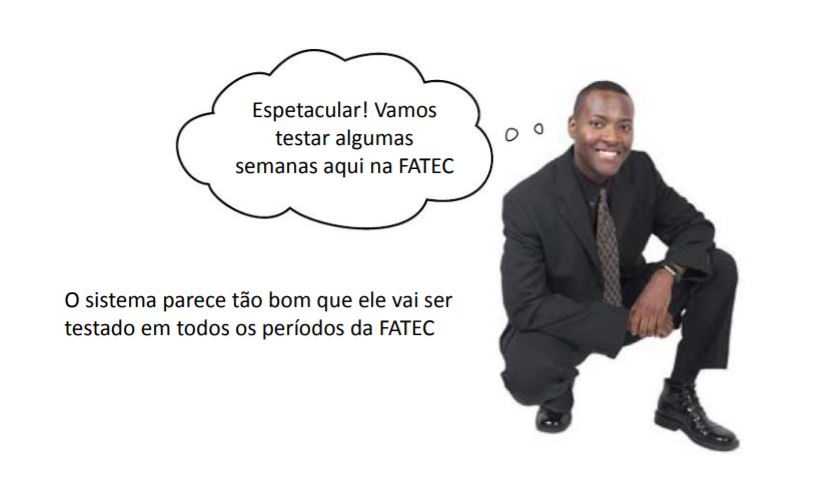 Espetacular! Vamos
testar algumas
semanas aqui na FATEC
O sistema parece tão bom que ele vai ser
testado em todos os períodos da FATEC